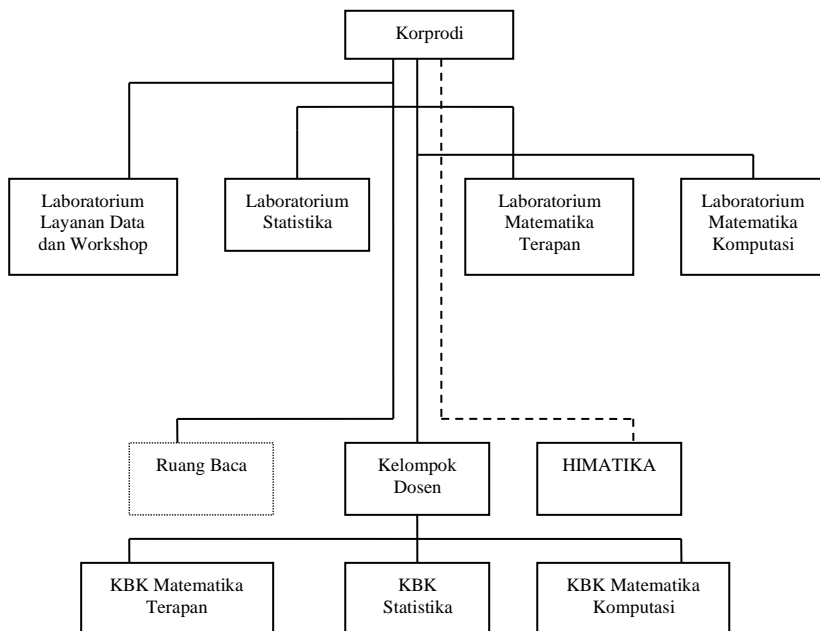 Korprodi
Laboratorium
Layanan Data
dan Workshop
Laboratorium
Statistika
Laboratorium
Matematika
Terapan
Laboratorium
Matematika
Komputasi
Ruang Baca
Kelompok
Dosen
HIMATIKA
KBK Matematika
Terapan
KBK
Statistika
KBK Matematika
Komputasi